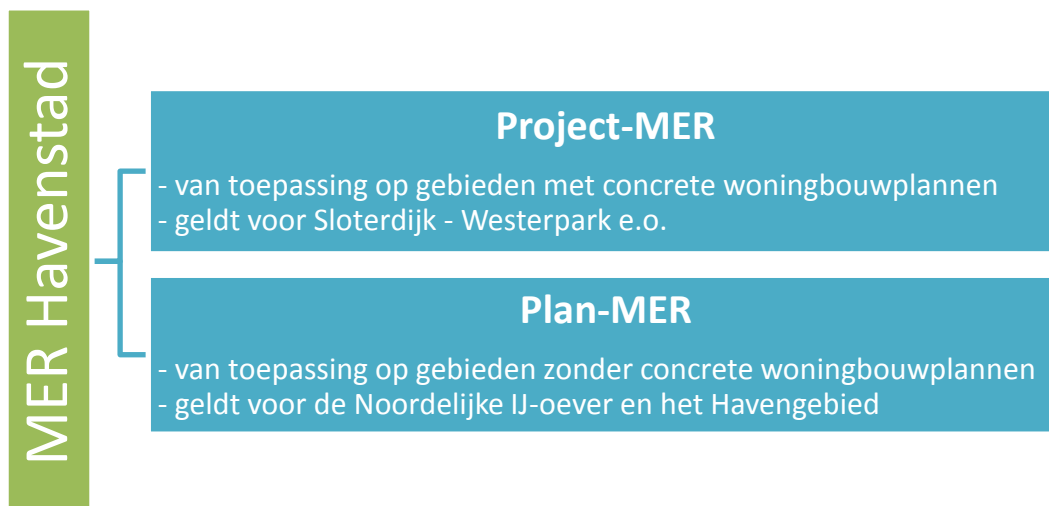 MER Havenstad
Project-MER
- van toepassing op gebieden met concrete woningbouwplannen
- geldt voor Sloterdijk - Westerpark e.o.
Plan-MER
- van toepassing op gebieden zonder concrete woningbouwplannen
- geldt voor de Noordelijke IJ-oever en het Havengebied